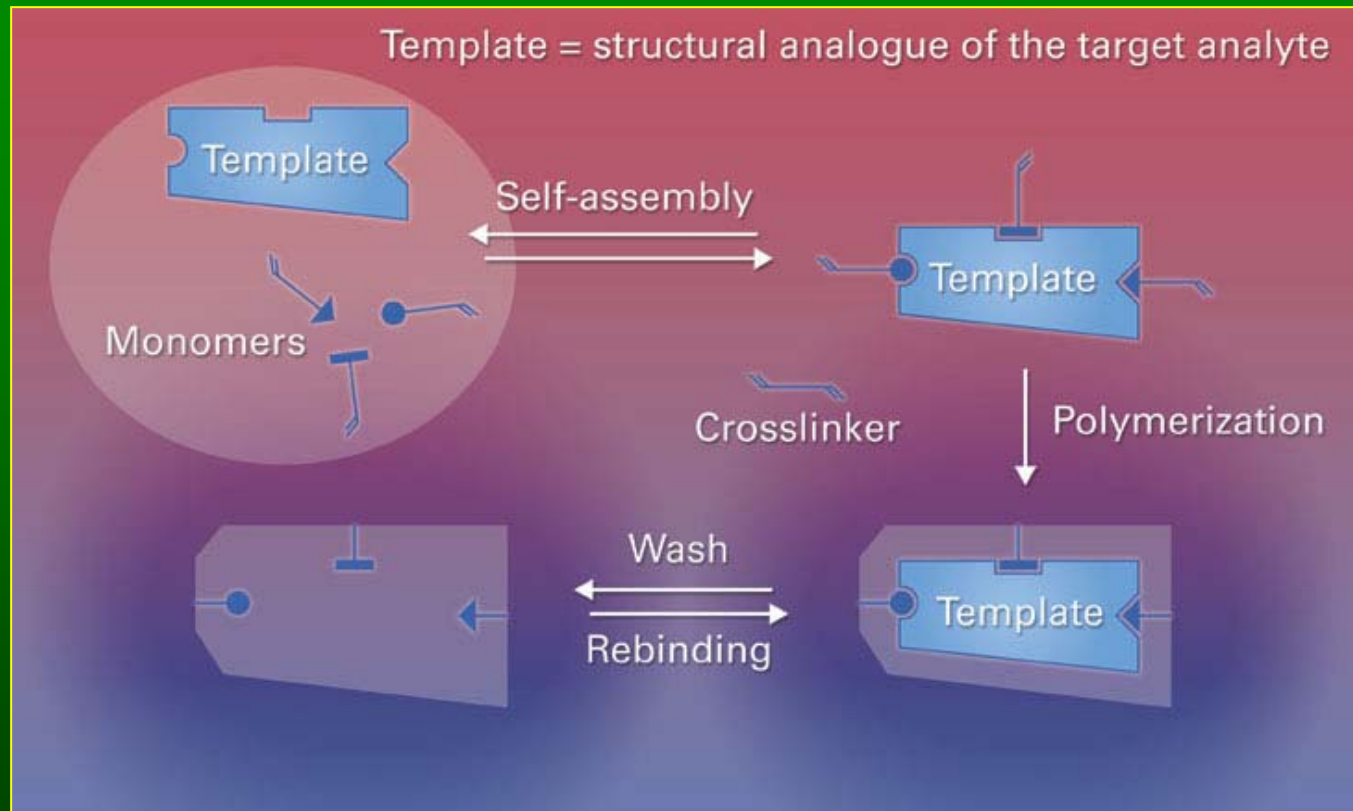 Template = structural analogue of the target analyte
Template
Self-assembly
Monomers
Template
Crosslinker
Polymerization
Wash
Rebinding
Template